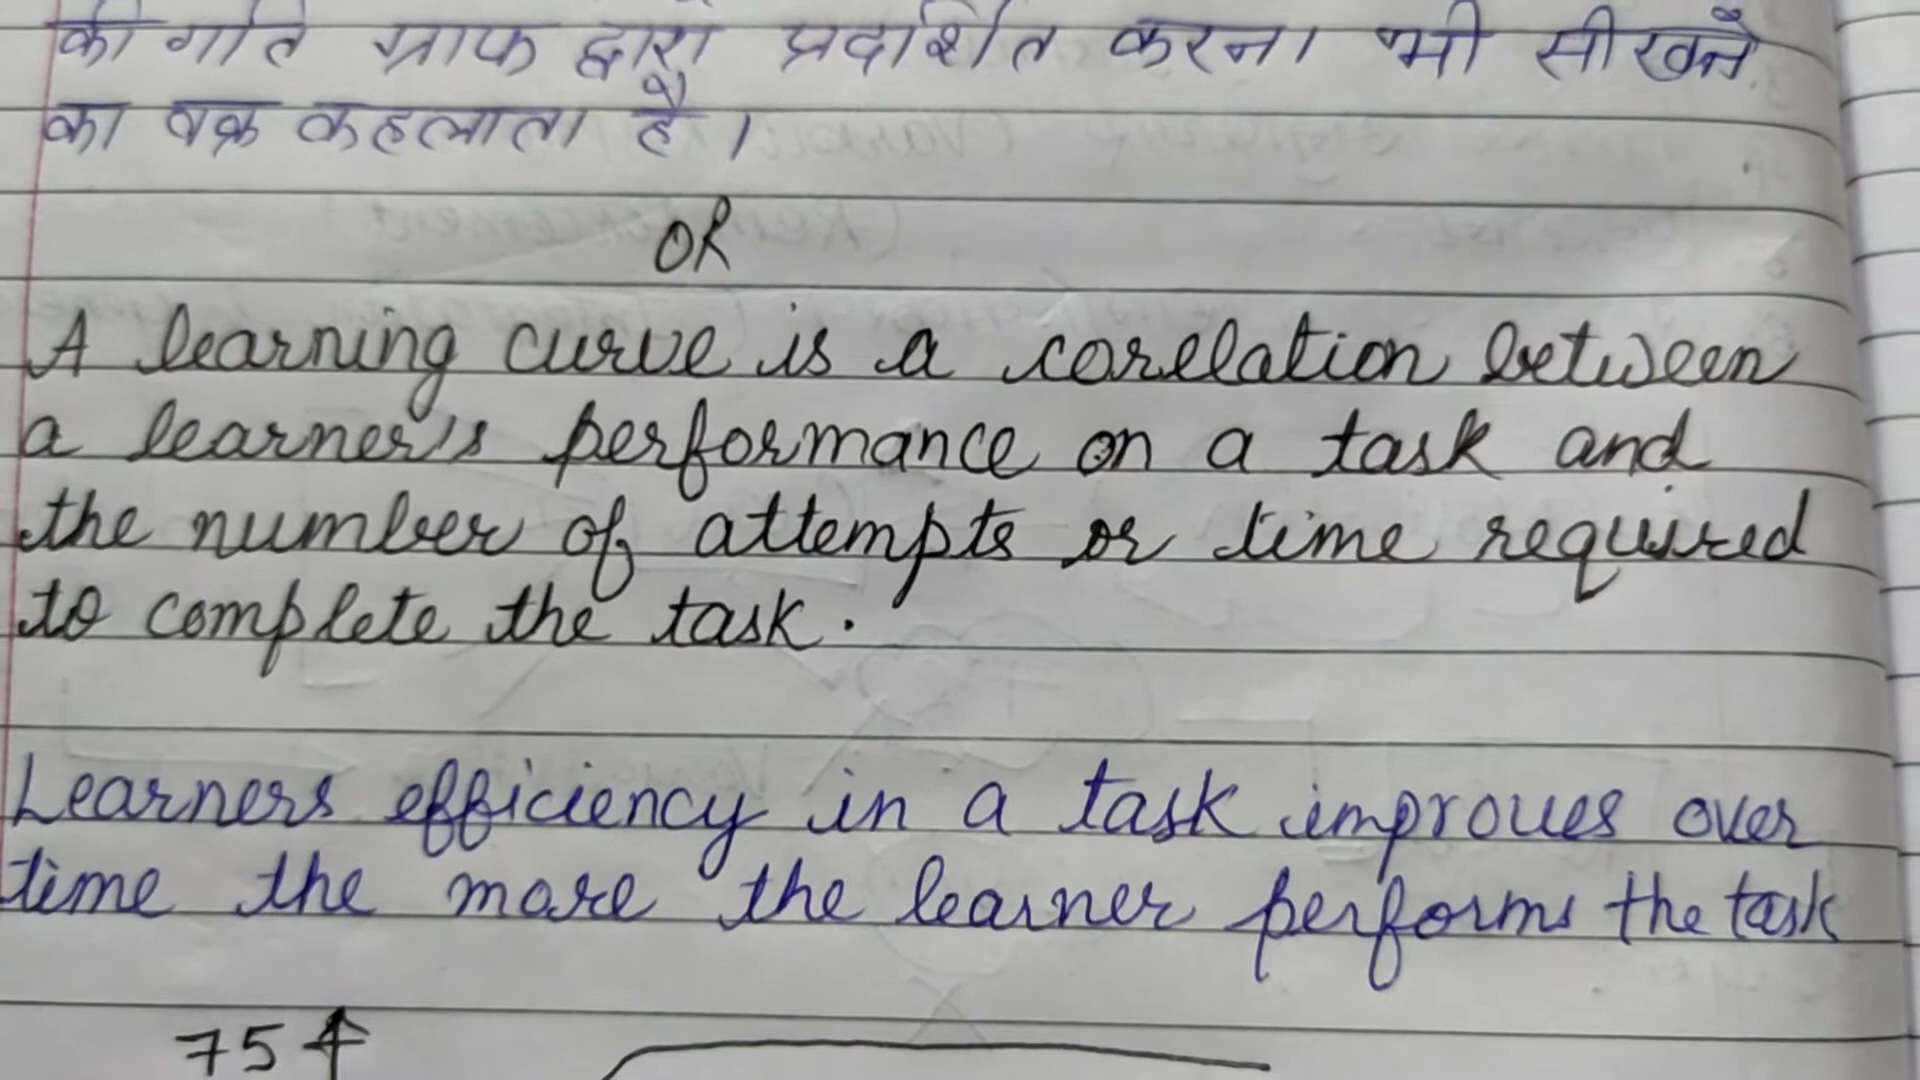 की गति ग्राफ द्वारा प्रदर्शित करना भी सीखने
का वक्र कहलाता है।
OR
A learning curve is a corelation between
a learner's performance on a task and
the number of attempts or time required
to complete the task.
Learners efficiency in a task improves over
time the more the learner performs the task
75